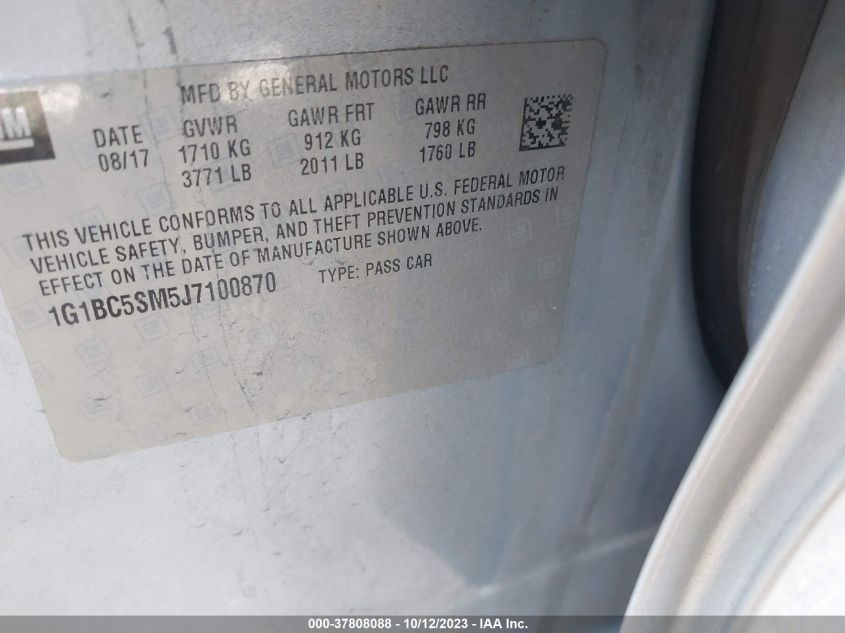 MFD BY GENERAL MOTORS LLC
GM
DATE GVWR GAWR FRT GAWR RR
08/17 1710 KG 912 KG 798 KG
3771 LB 2011 LB 1760 LB
THIS VEHICLE CONFORMS TO ALL APPLICABLE U.S. FEDERAL MOTOR
VEHICLE SAFETY, BUMPER, AND THEFT PREVENTION STANDARDS IN
EFFECT ON THE DATE OF MANUFACTURE SHOWN ABOVE.
1G1BC5SM5J7100870 TYPE: PASS CAR
000-37808088 - 10/12/2023 - IAA Inc.